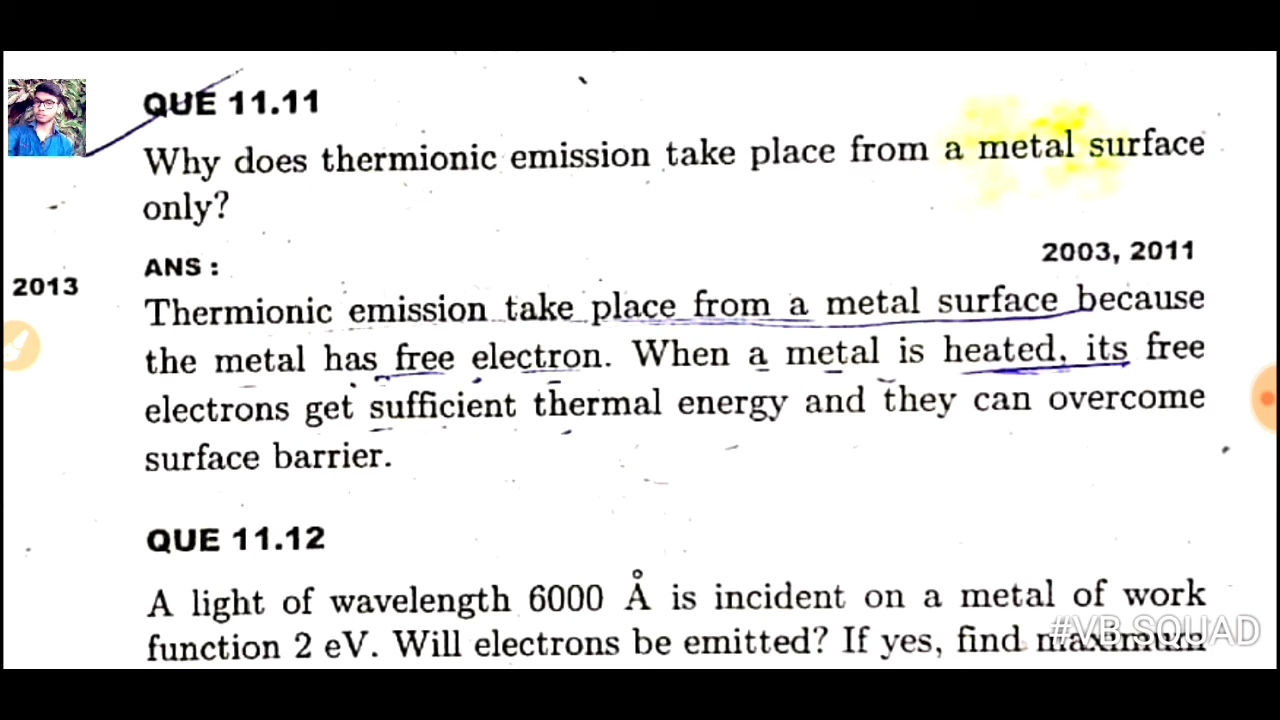 QUE 11.11
Why does thermionic emission take place from a metal surface
only?
2003, 2011
2013
ANS :
Thermionic emission take place from a metal surface because
the metal has free electron. When a metal is heated, its free
electrons get sufficient thermal energy and they can overcome
surface barrier.
QUE 11.12
A light of wavelength 6000 Å is incident on a metal of work
function 2 eV. Will electrons be emitted? If yes, find maximum
#VB SQUAD